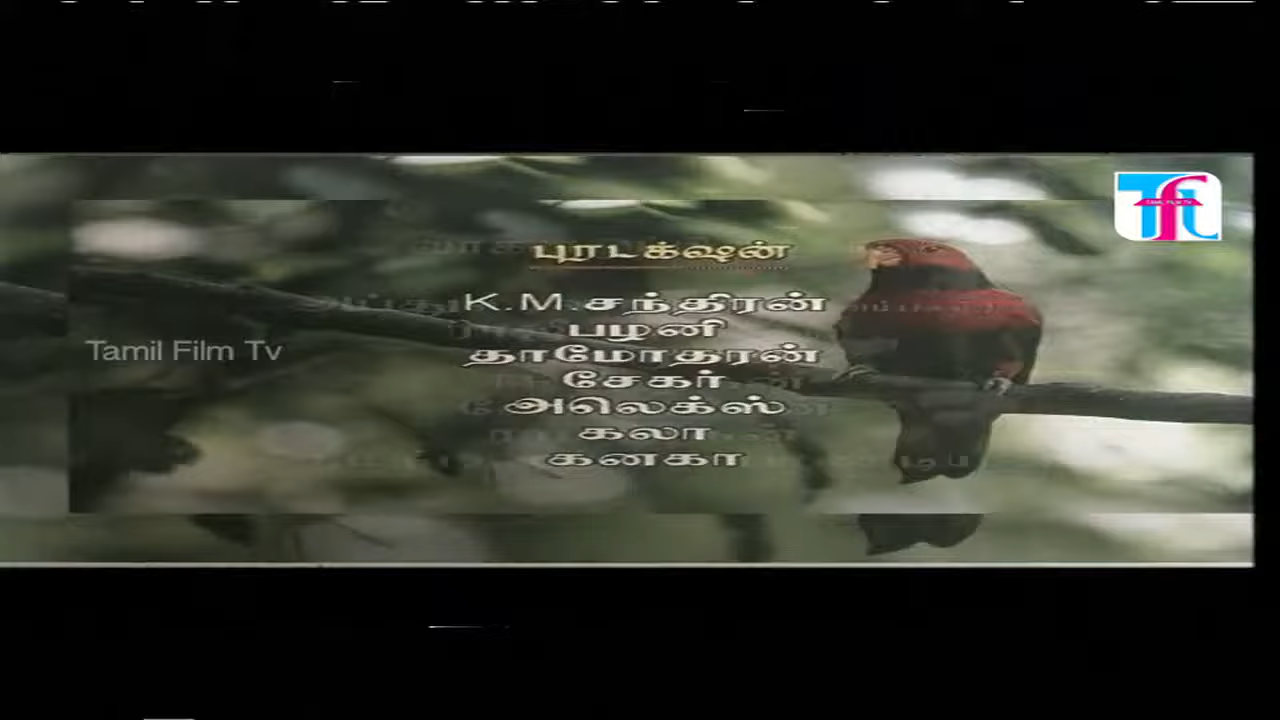 புரடக்ஷன்
K.M.சந்திரன்
பழனி
தாமோதரன்
சேகர்
அலெக்ஸ்
கலா
கனகா
Tamil Film Tv